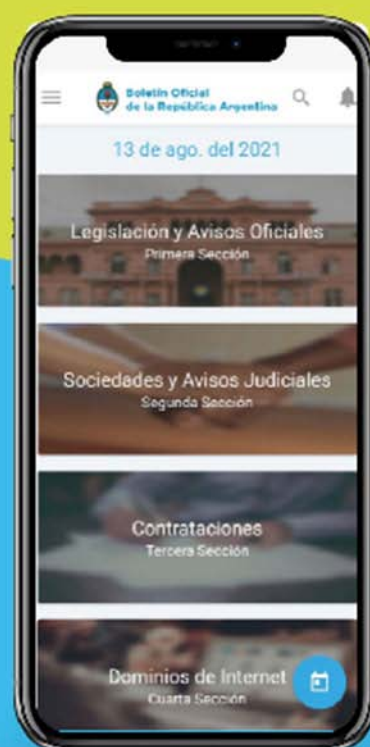 Boletín Oficial
de la República Argentina
13 de ago. del 2021
Legislación y Avisos Oficiales
Primera Sección
Sociedades y Avisos Judiciales
Segunda Sección
Contrataciones
Tercera Sección
Dominios de Internet
Cuarta Sección